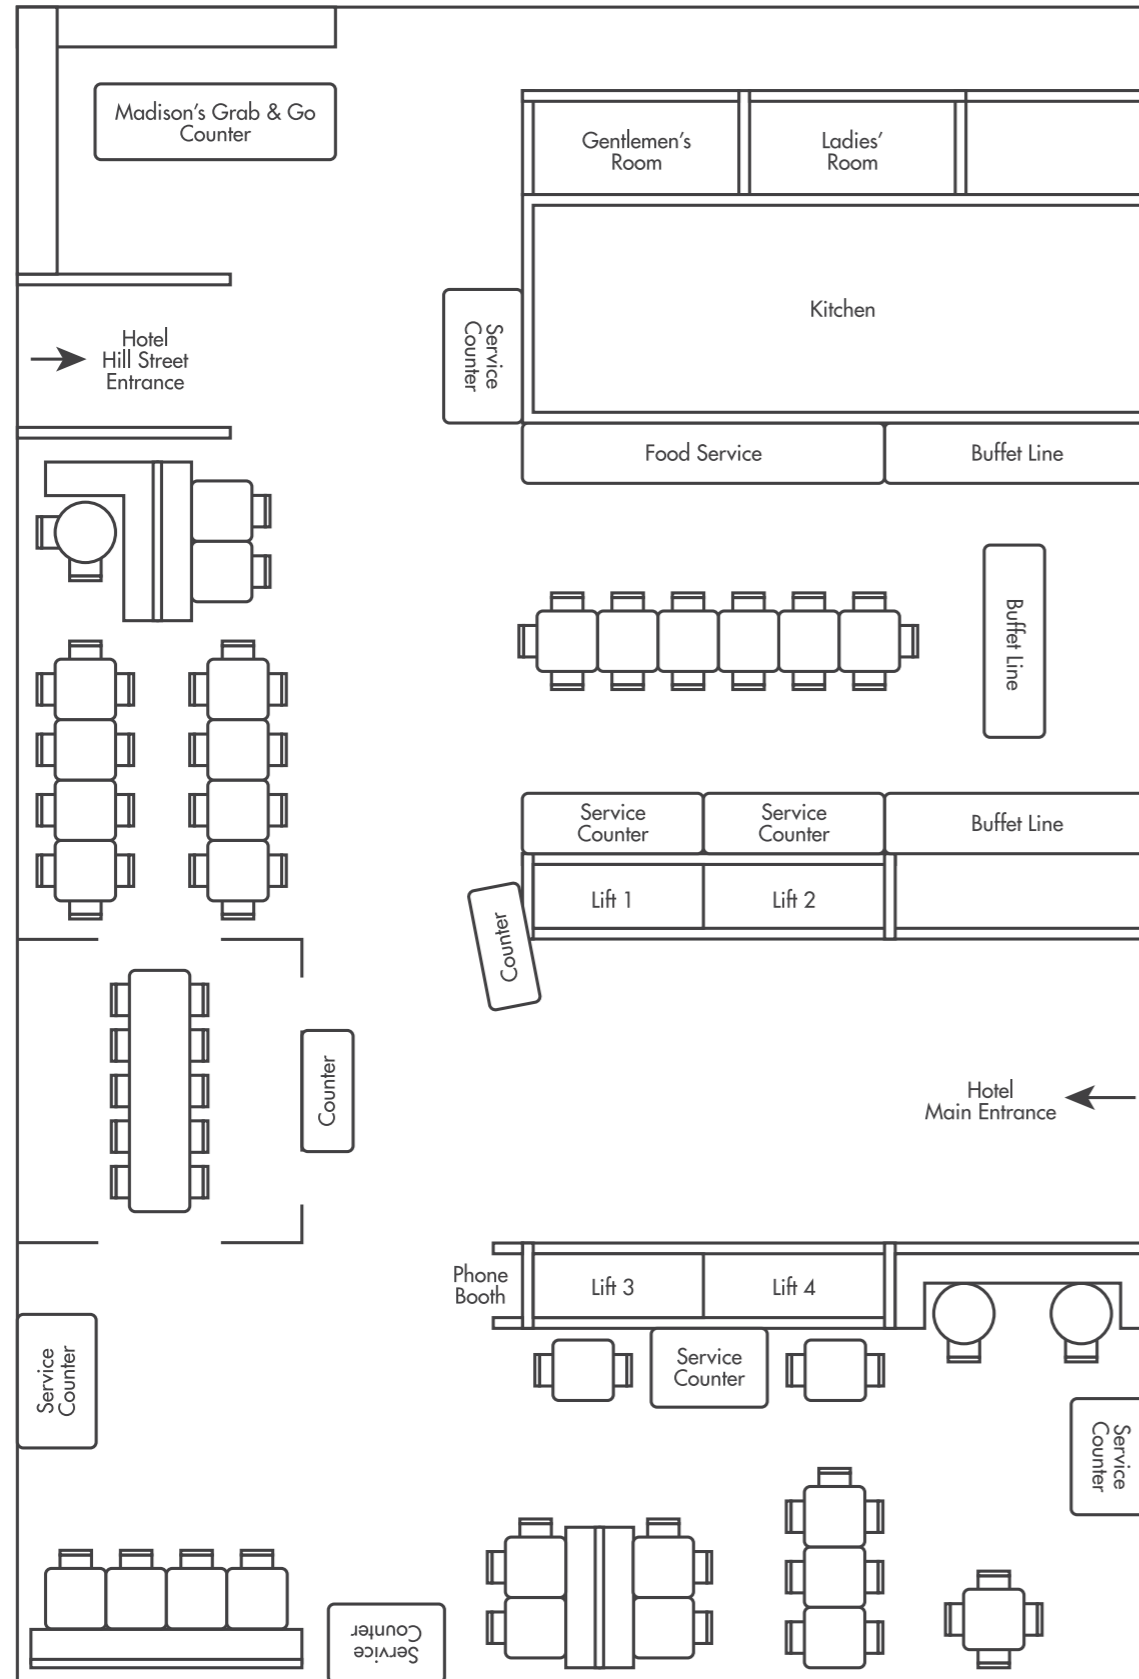 Madison's Grab & Go
Counter
Gentlemen's
Room
Ladies'
Room
Kitchen
Service
Counter
Hotel
Hill Street
Entrance
Food Service
Buffet Line
Buffet Line
Service
Counter
Service
Counter
Buffet Line
Lift 1
Lift 2
Counter
Counter
Hotel
Main Entrance
Phone
Booth
Lift 3
Lift 4
Service
Counter
Service
Counter
Service
Counter
Service
Counter